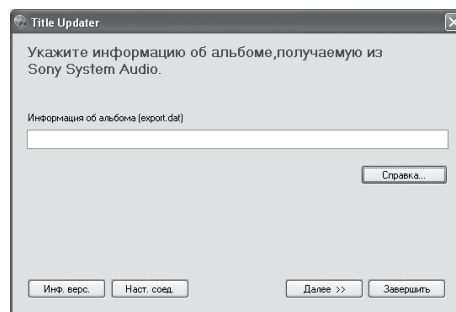 Title Updater
Укажите информацию об альбоме,получаемую из
Sony System Audio.
Информация об альбома (export.dat)
Справка...
Инф. верс. Наст. соед. Далее >> Завершить